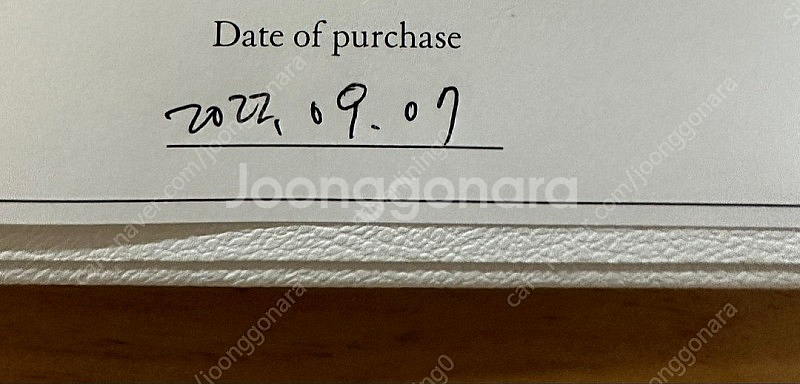 Date of purchase
2022. 09. 07
Joonggonara